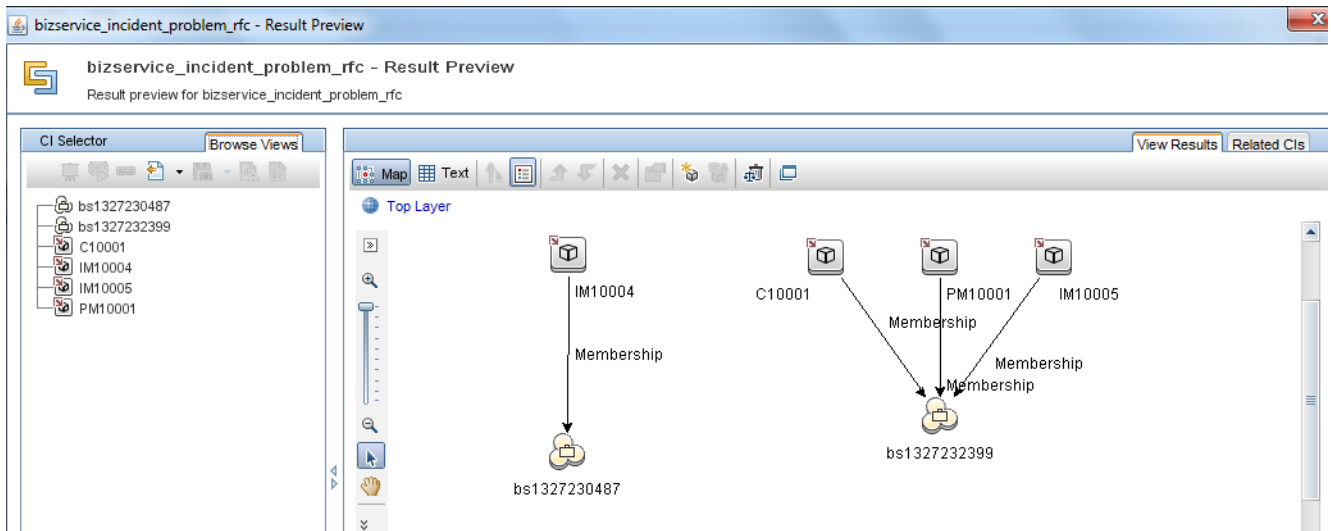 bizservice_incident_problem_rfc - Result Preview
bizservice_incident_problem_rfc - Result Preview
Result preview for bizservice_incident_problem_rfc
CI Selector
Browse Views
View Results
Related CIs
Map
Text
Top Layer
bs1327230487
bs1327232399
C10001
IM10004
IM10005
PM10001
IM10004
C10001
PM10001
IM10005
Membership
Membership
Membership
Membership
bs1327232399
bs1327230487